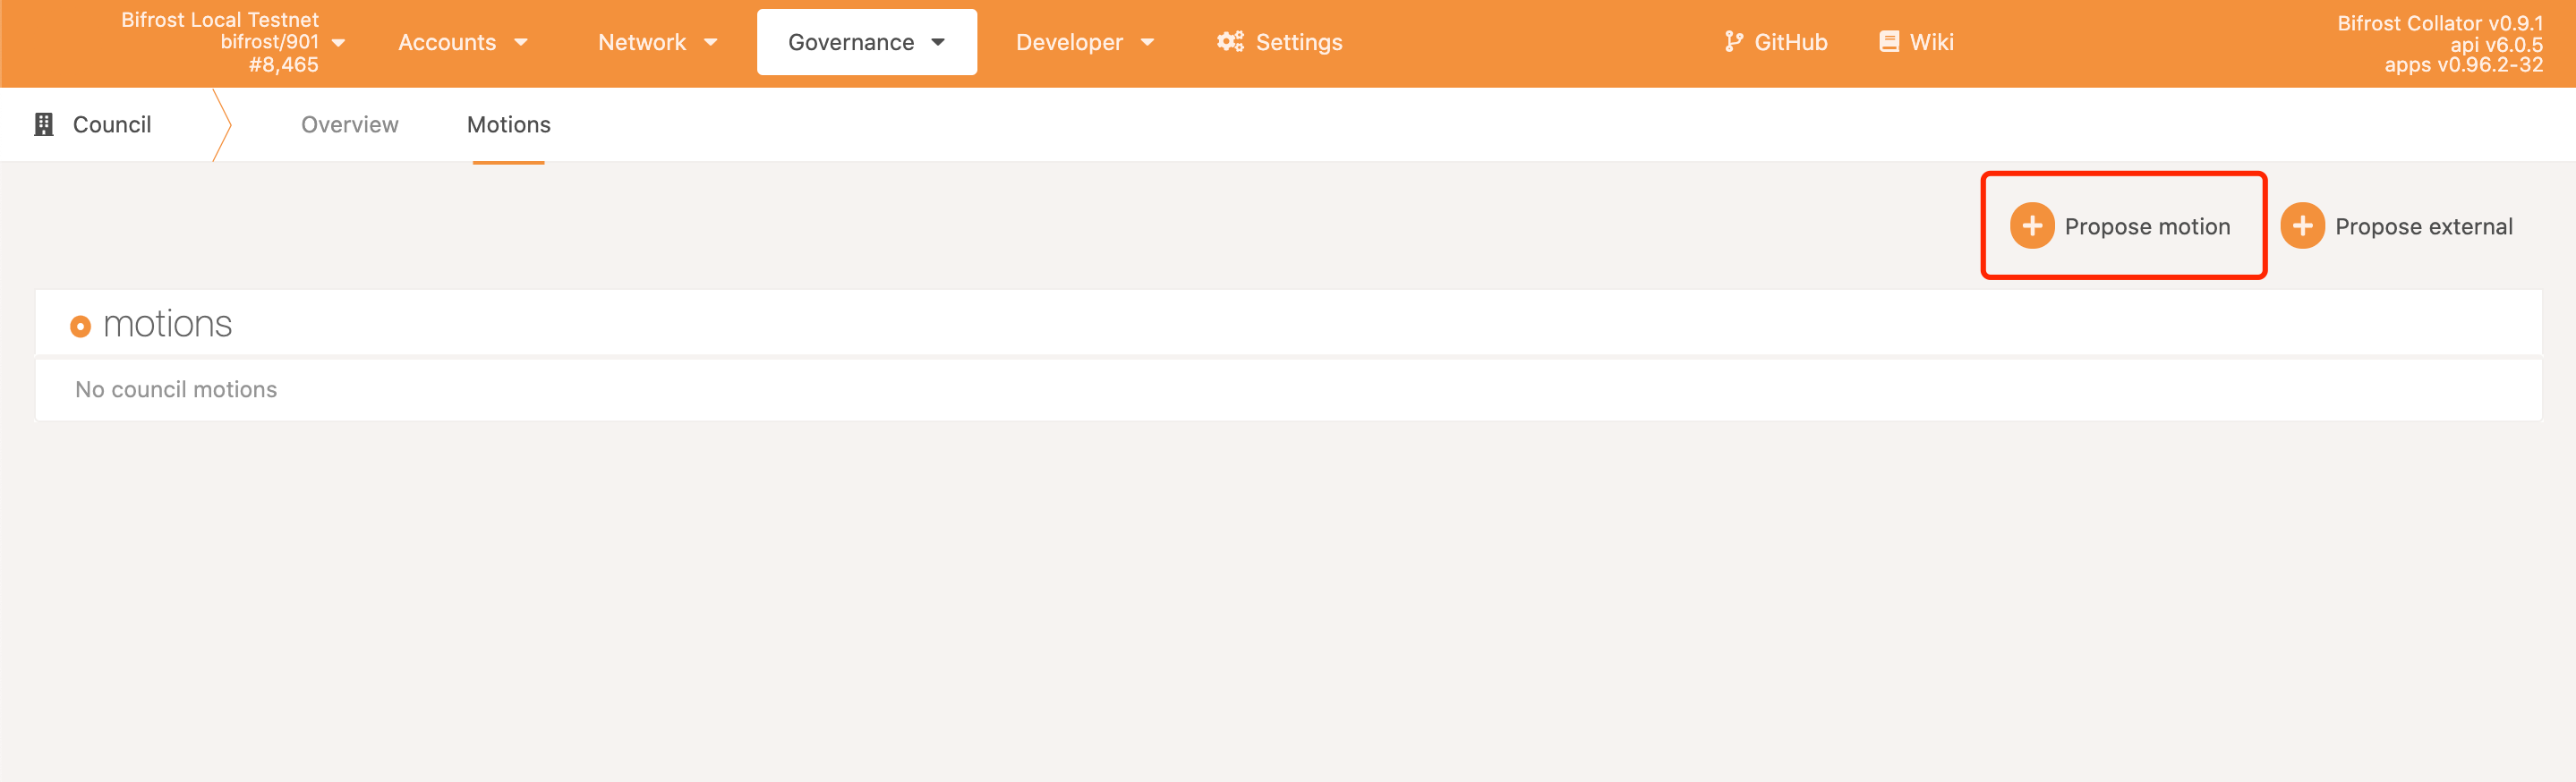 Bifrost Local Testnet
bifrost/901
#8,465
Accounts
Network
Governance
Developer
Settings
GitHub
Wiki
Bifrost Collator v0.9.1
api v6.0.5
apps v0.96.2-32
Council
Overview
Motions
Propose motion
Propose external
motions
No council motions